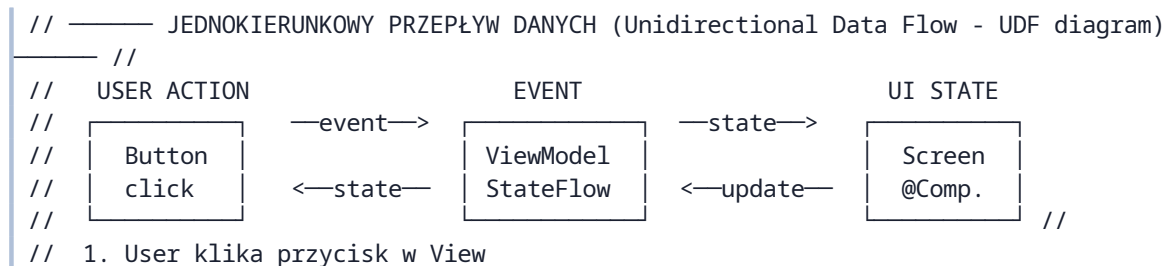 // ────── JEDNOKIERUNKOWY PRZEPŁYW DANYCH (Unidirectional Data Flow - UDF diagram)
────── //
//   USER ACTION                    EVENT                           UI STATE
//  ┌───────────┐   ──event──>  ┌─────────────┐  ──state──>   ┌───────────┐
//  │  Button   │               │ ViewModel   │               │  Screen   │
//  │  click    │   <──state──  │ StateFlow   │  <──update──  │  @Comp.   │
//  └───────────┘               └─────────────┘               └───────────┘ //
//  1. User klika przycisk w View